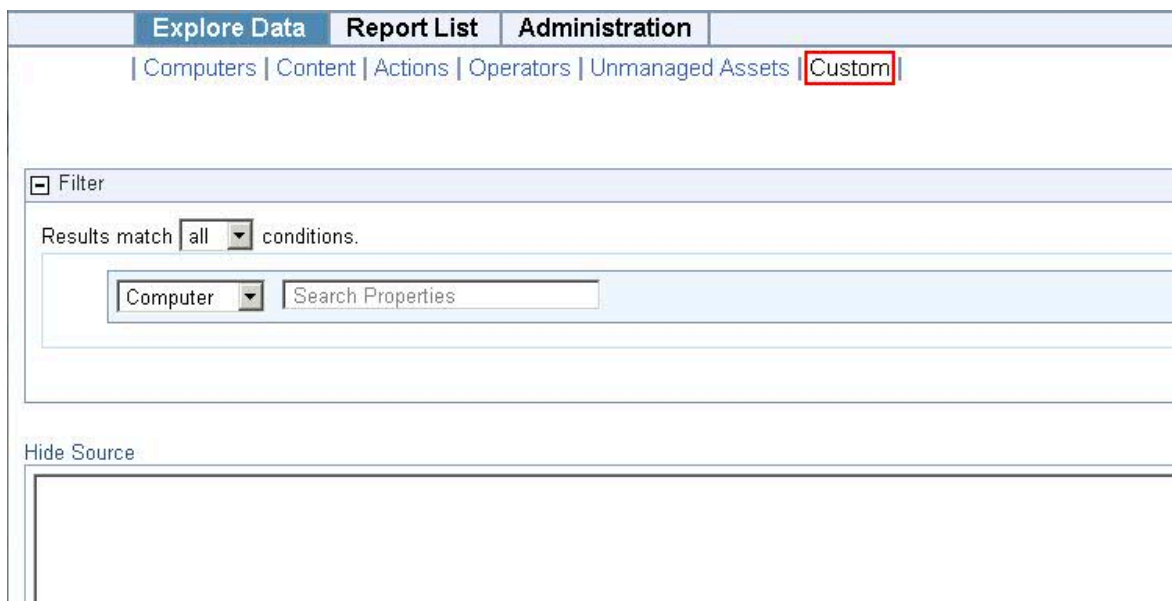 Explore Data Report List Administration
| Computers | Content | Actions | Operators | Unmanaged Assets | Custom |
Filter
Results match all conditions.
Computer Search Properties
Hide Source